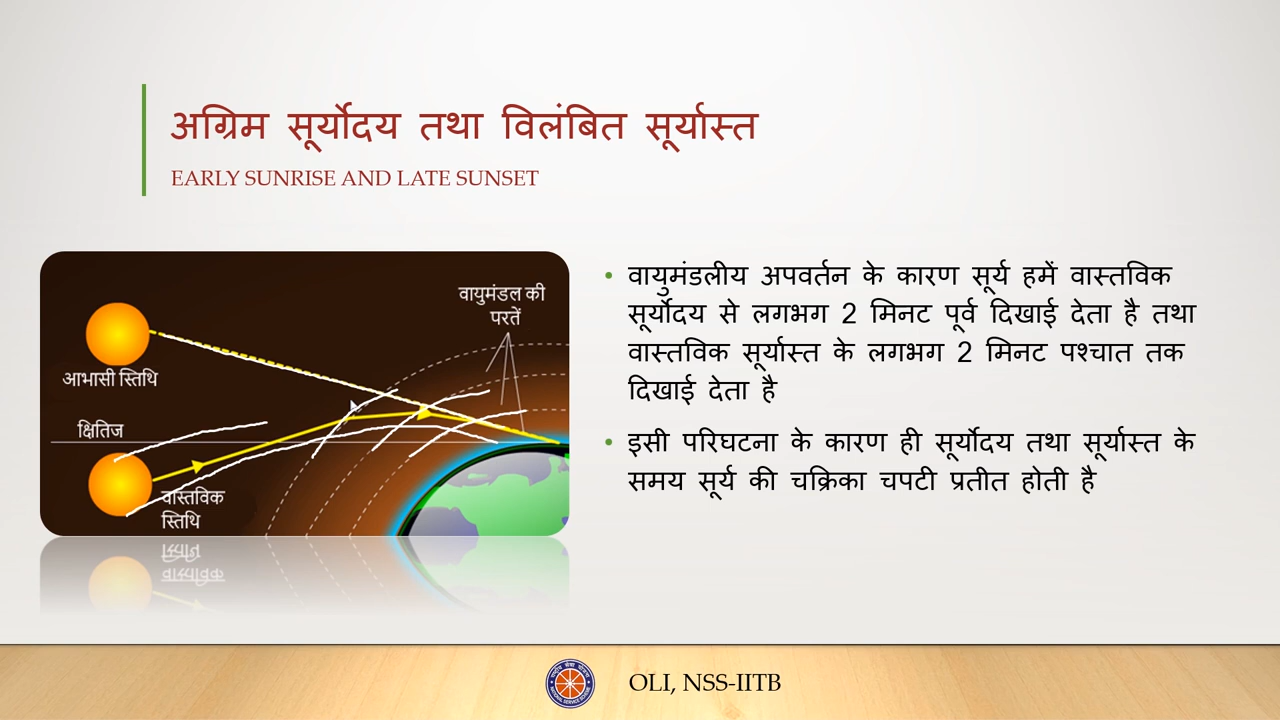 अग्रिम सूर्योदय तथा विलंबित सूर्यास्त
EARLY SUNRISE AND LATE SUNSET
वायुमंडल की
परतें
आभासी स्तिथि
क्षितिज
वास्तविक
स्तिथि
• वायुमंडलीय अपवर्तन के कारण सूर्य हमें वास्तविक
सूर्योदय से लगभग 2 मिनट पूर्व दिखाई देता है तथा
वास्तविक सूर्यास्त के लगभग 2 मिनट पश्चात तक
दिखाई देता है
• इसी परिघटना के कारण ही सूर्योदय तथा सूर्यास्त के
समय सूर्य की चक्रिका चपटी प्रतीत होती है
OLI, NSS-IITB